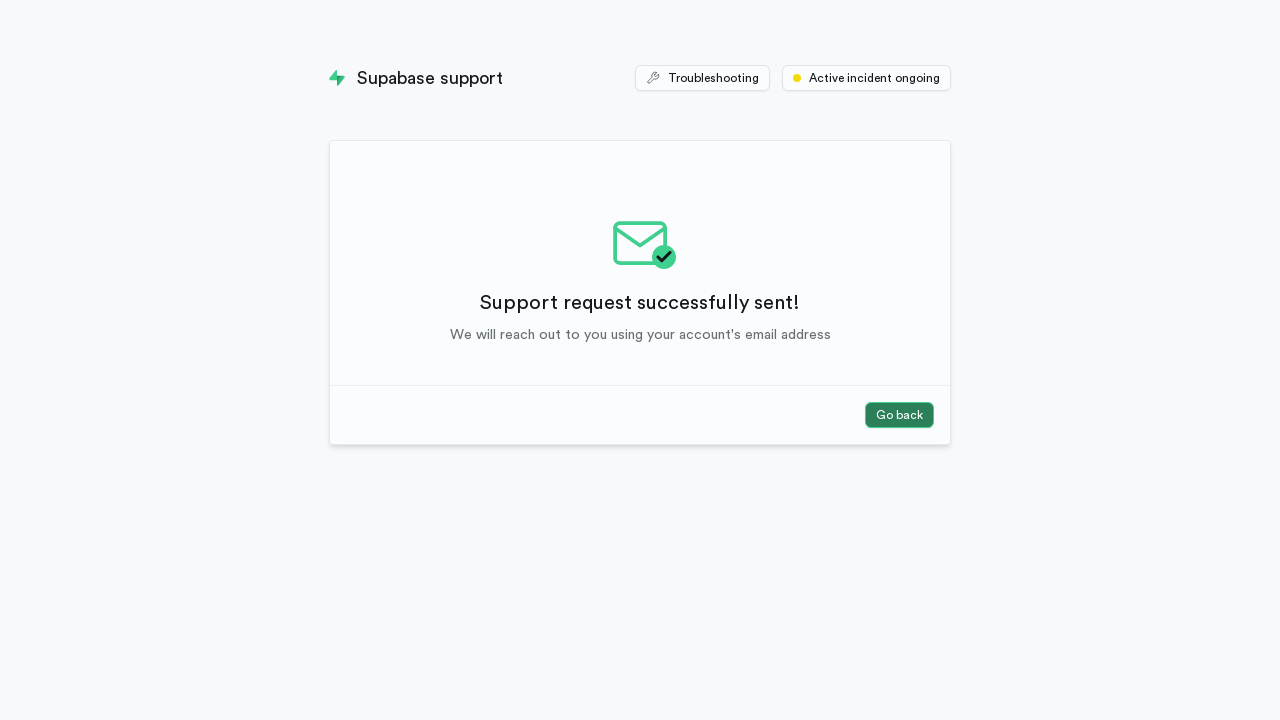 Supabase support
Troubleshooting
Active incident ongoing
Support request successfully sent!
We will reach out to you using your account's email address
Go back